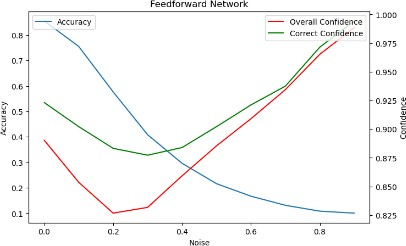 Feedforward Network
Accuracy
Overall Confidence
Correct Confidence
0.8
0.7
0.6
0.5
0.4
0.3
0.2
0.1
Accuracy
1.000
0.975
0.950
0.925
0.900
0.875
0.850
0.825
Confidence
0.0 0.2 0.4 0.6 0.8
Noise